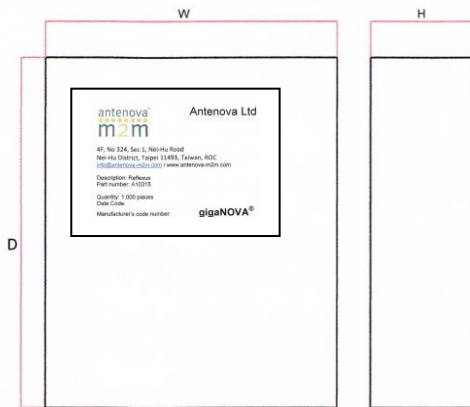 W
H
D
antenova
m2m
Antenova Ltd
4F, No 324, Sec 1, Nei-Hu Road
Nei-Hu District, Taipei 11493, Taiwan, ROC
info@antenova-m2m.com / www.antenova-m2m.com
Description: Reflexus
Part number: A10315
Quantity: 1,000 pieces
Date Code:
Manufacturer's code number:
gigaNOVA®